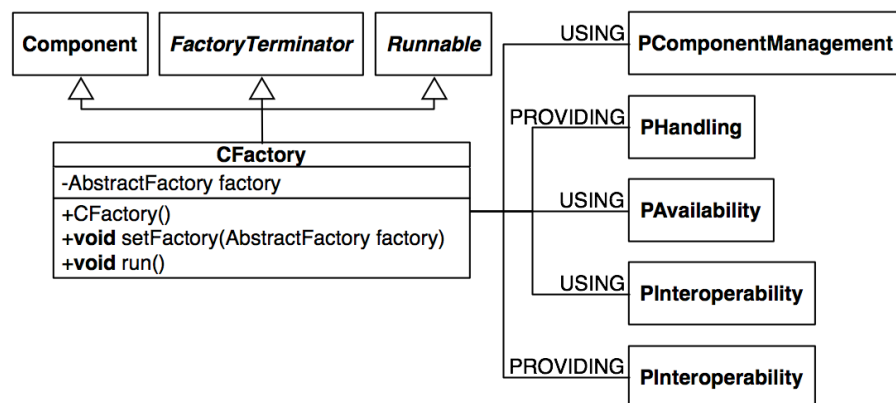 Component
FactoryTerminator
Runnable
CFactory
-AbstractFactory factory
+CFactory()
+void setFactory(AbstractFactory factory)
+void run()
USING
PComponentManagement
PROVIDING
PHandling
USING
PAvailability
USING
PInteroperability
PROVIDING
PInteroperability